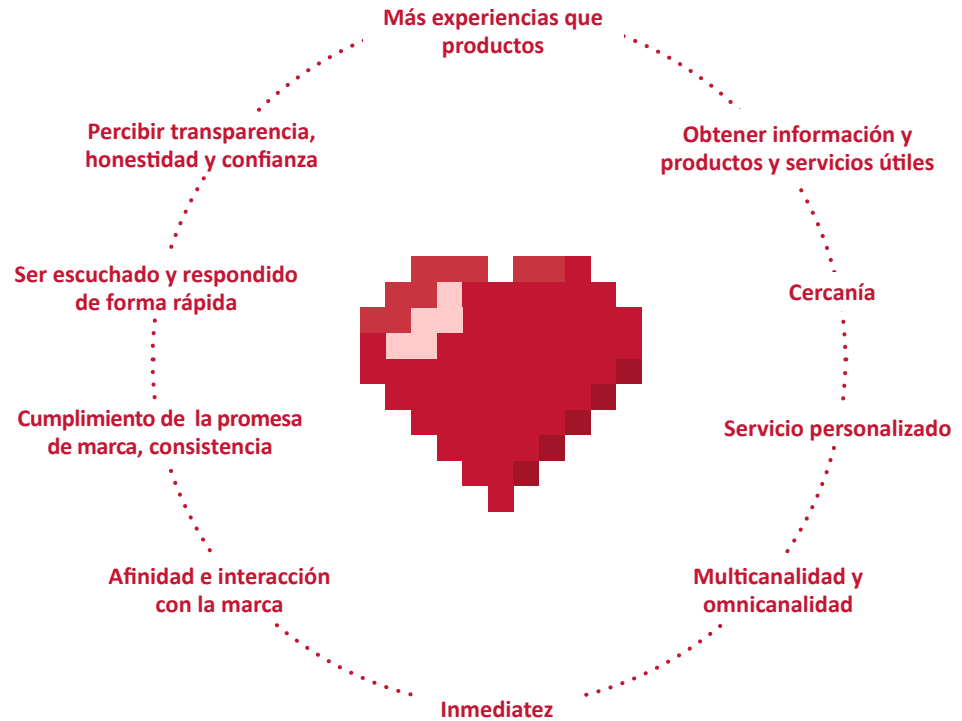 Más experiencias que
productos
Obtener información y
productos y servicios útiles
Cercanía
Servicio personalizado
Multicanalidad y
omnicanalidad
Inmediatez
Afinidad e interacción
con la marca
Cumplimiento de la promesa
de marca, consistencia
Ser escuchado y respondido
de forma rápida
Percibir transparencia,
honestidad y confianza